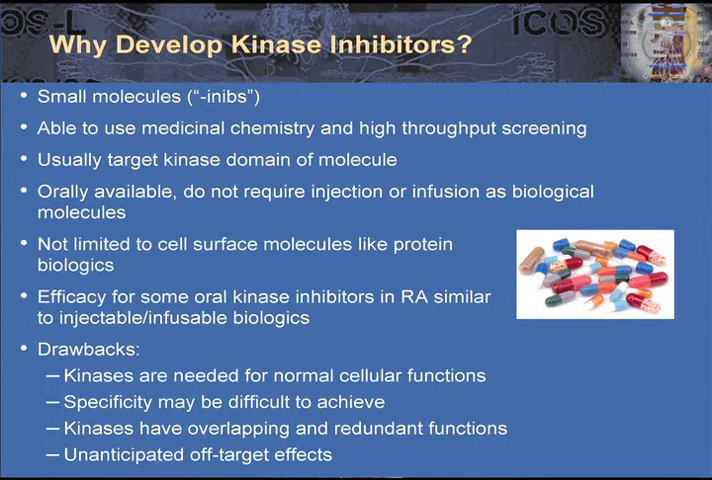 OS-L
ICOS
Why Develop Kinase Inhibitors?
• Small molecules (“-inibs”)
• Able to use medicinal chemistry and high throughput screening
• Usually target kinase domain of molecule
• Orally available, do not require injection or infusion as biological
molecules
• Not limited to cell surface molecules like protein
biologics
• Efficacy for some oral kinase inhibitors in RA similar
to injectable/infusable biologics
• Drawbacks:
– Kinases are needed for normal cellular functions
– Specificity may be difficult to achieve
– Kinases have overlapping and redundant functions
– Unanticipated off-target effects